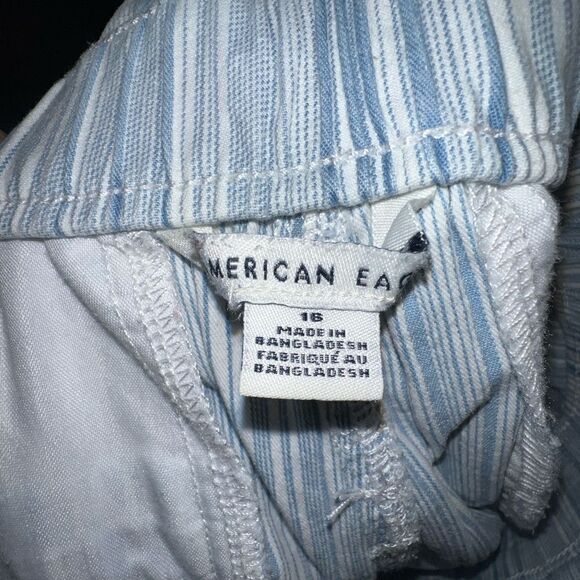 MERICAN EAG
16
MADE IN
BANGLADESH
FABRIQUÉ AU
BANGLADESH